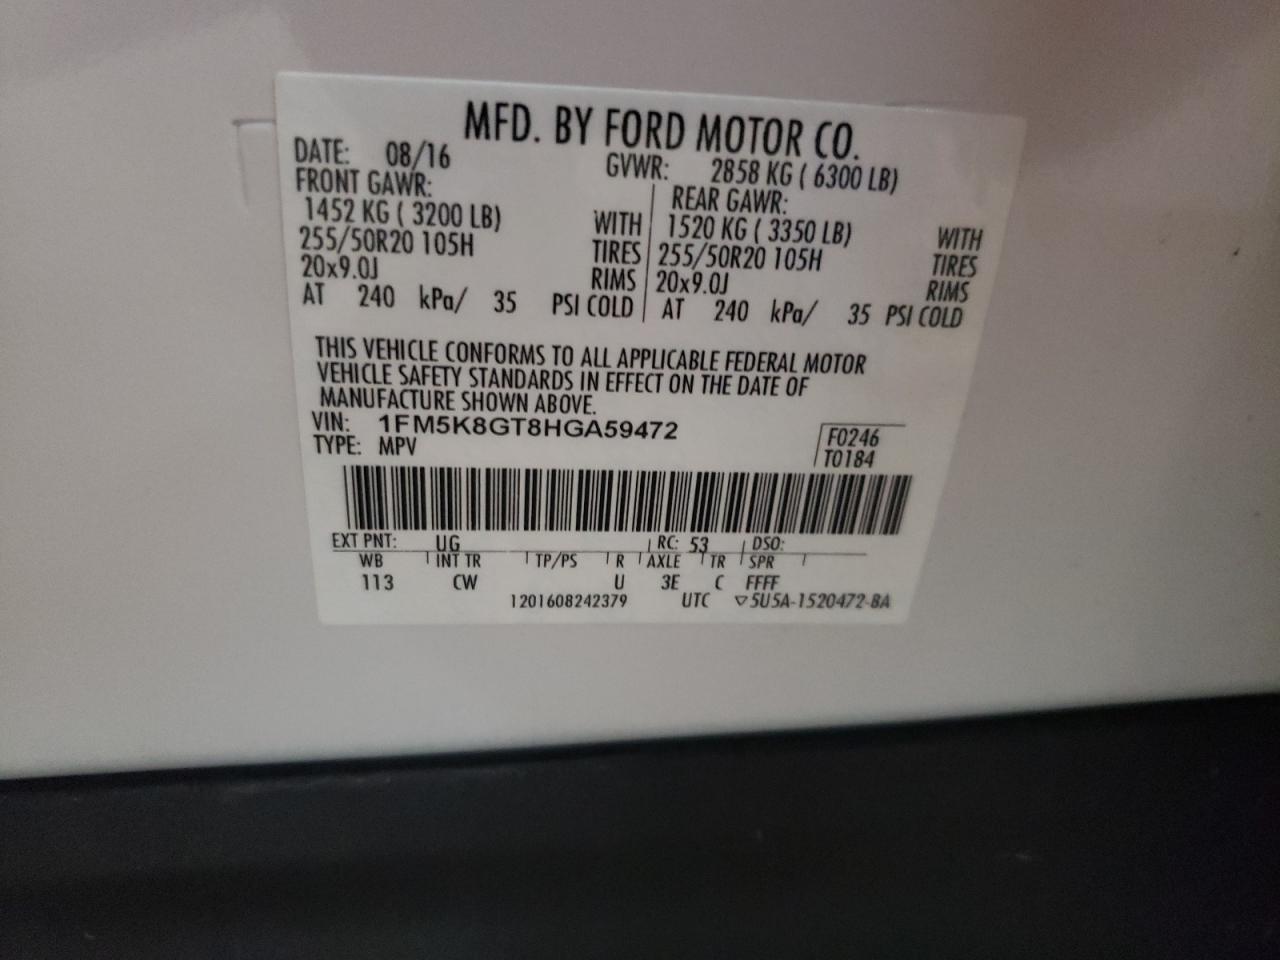 MFD. BY FORD MOTOR CO.
DATE: 08/16 GVWR: 2858 KG ( 6300 LB)
FRONT GAWR: REAR GAWR:
1452 KG ( 3200 LB) WITH 1520 KG ( 3350 LB) WITH
255/50R20 105H TIRES 255/50R20 105H TIRES
20x9.0J RIMS 20x9.0J RIMS
AT 240 kPa/ 35 PSI COLD AT 240 kPa/ 35 PSI COLD
THIS VEHICLE CONFORMS TO ALL APPLICABLE FEDERAL MOTOR
VEHICLE SAFETY STANDARDS IN EFFECT ON THE DATE OF
MANUFACTURE SHOWN ABOVE.
VIN: 1FM5K8GT8HGA59472 F0246
TYPE: MPV T0184
EXT PNT: UG RC: 53 DSO:
WB INT TR TP/PS R AXLE TR SPR
113 CW U 3E C FFFF
1201608242379 UTC ▽5U5A-1520472-BA